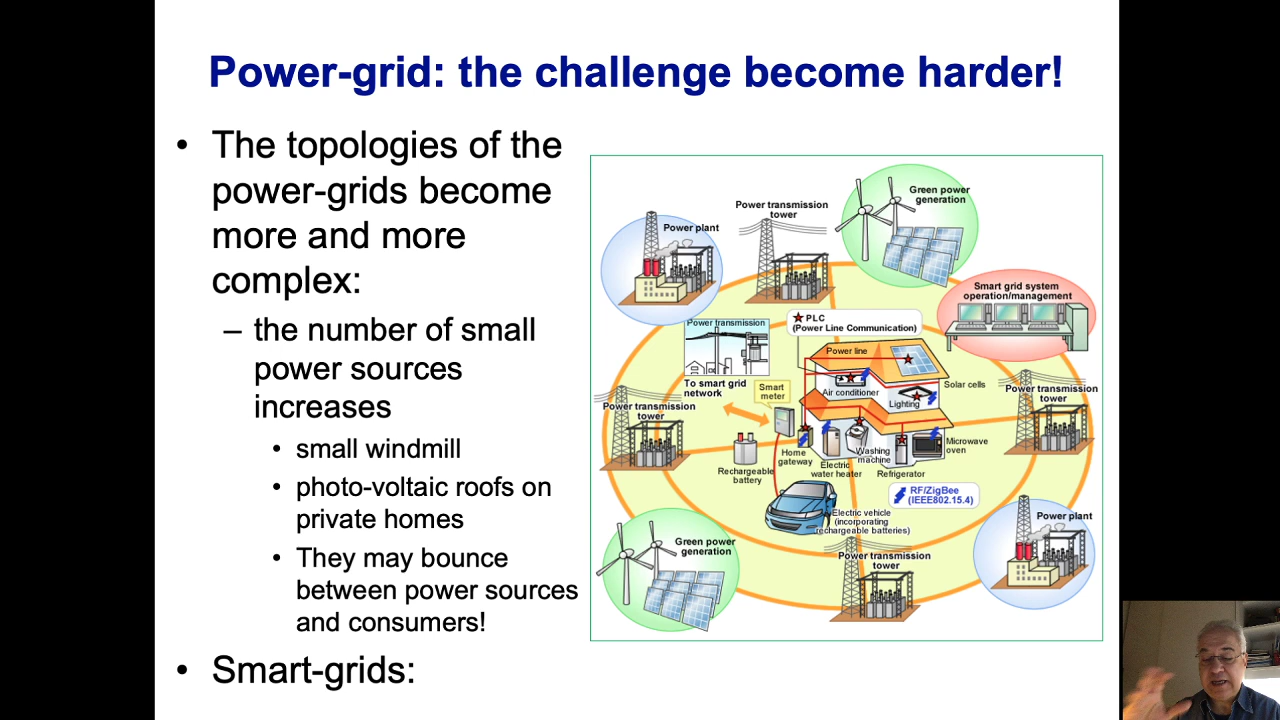 Power-grid: the challenge become harder!
• The topologies of the
power-grids become
more and more
complex:
– the number of small
power sources
increases
• small windmill
• photo-voltaic roofs on
private homes
• They may bounce
between power sources
and consumers!
• Smart-grids:
Green power
generation
Power transmission
tower
Power plant
Smart grid system
operation/management
PLC
(Power Line Communication)
Power transmission
Power line
To smart grid
network
Smart
meter
Air conditioner
Solar cells
Lighting
Power transmission
tower
Power transmission
tower
Home
gateway
Washing
machine
Microwave
oven
Rechargeable
battery
Electric
water heater
Refrigerator
RF/ZigBee
(IEEE802.15.4)
Electric vehicle
(incorporating
rechargeable batteries)
Power plant
Green power
generation
Power transmission
tower